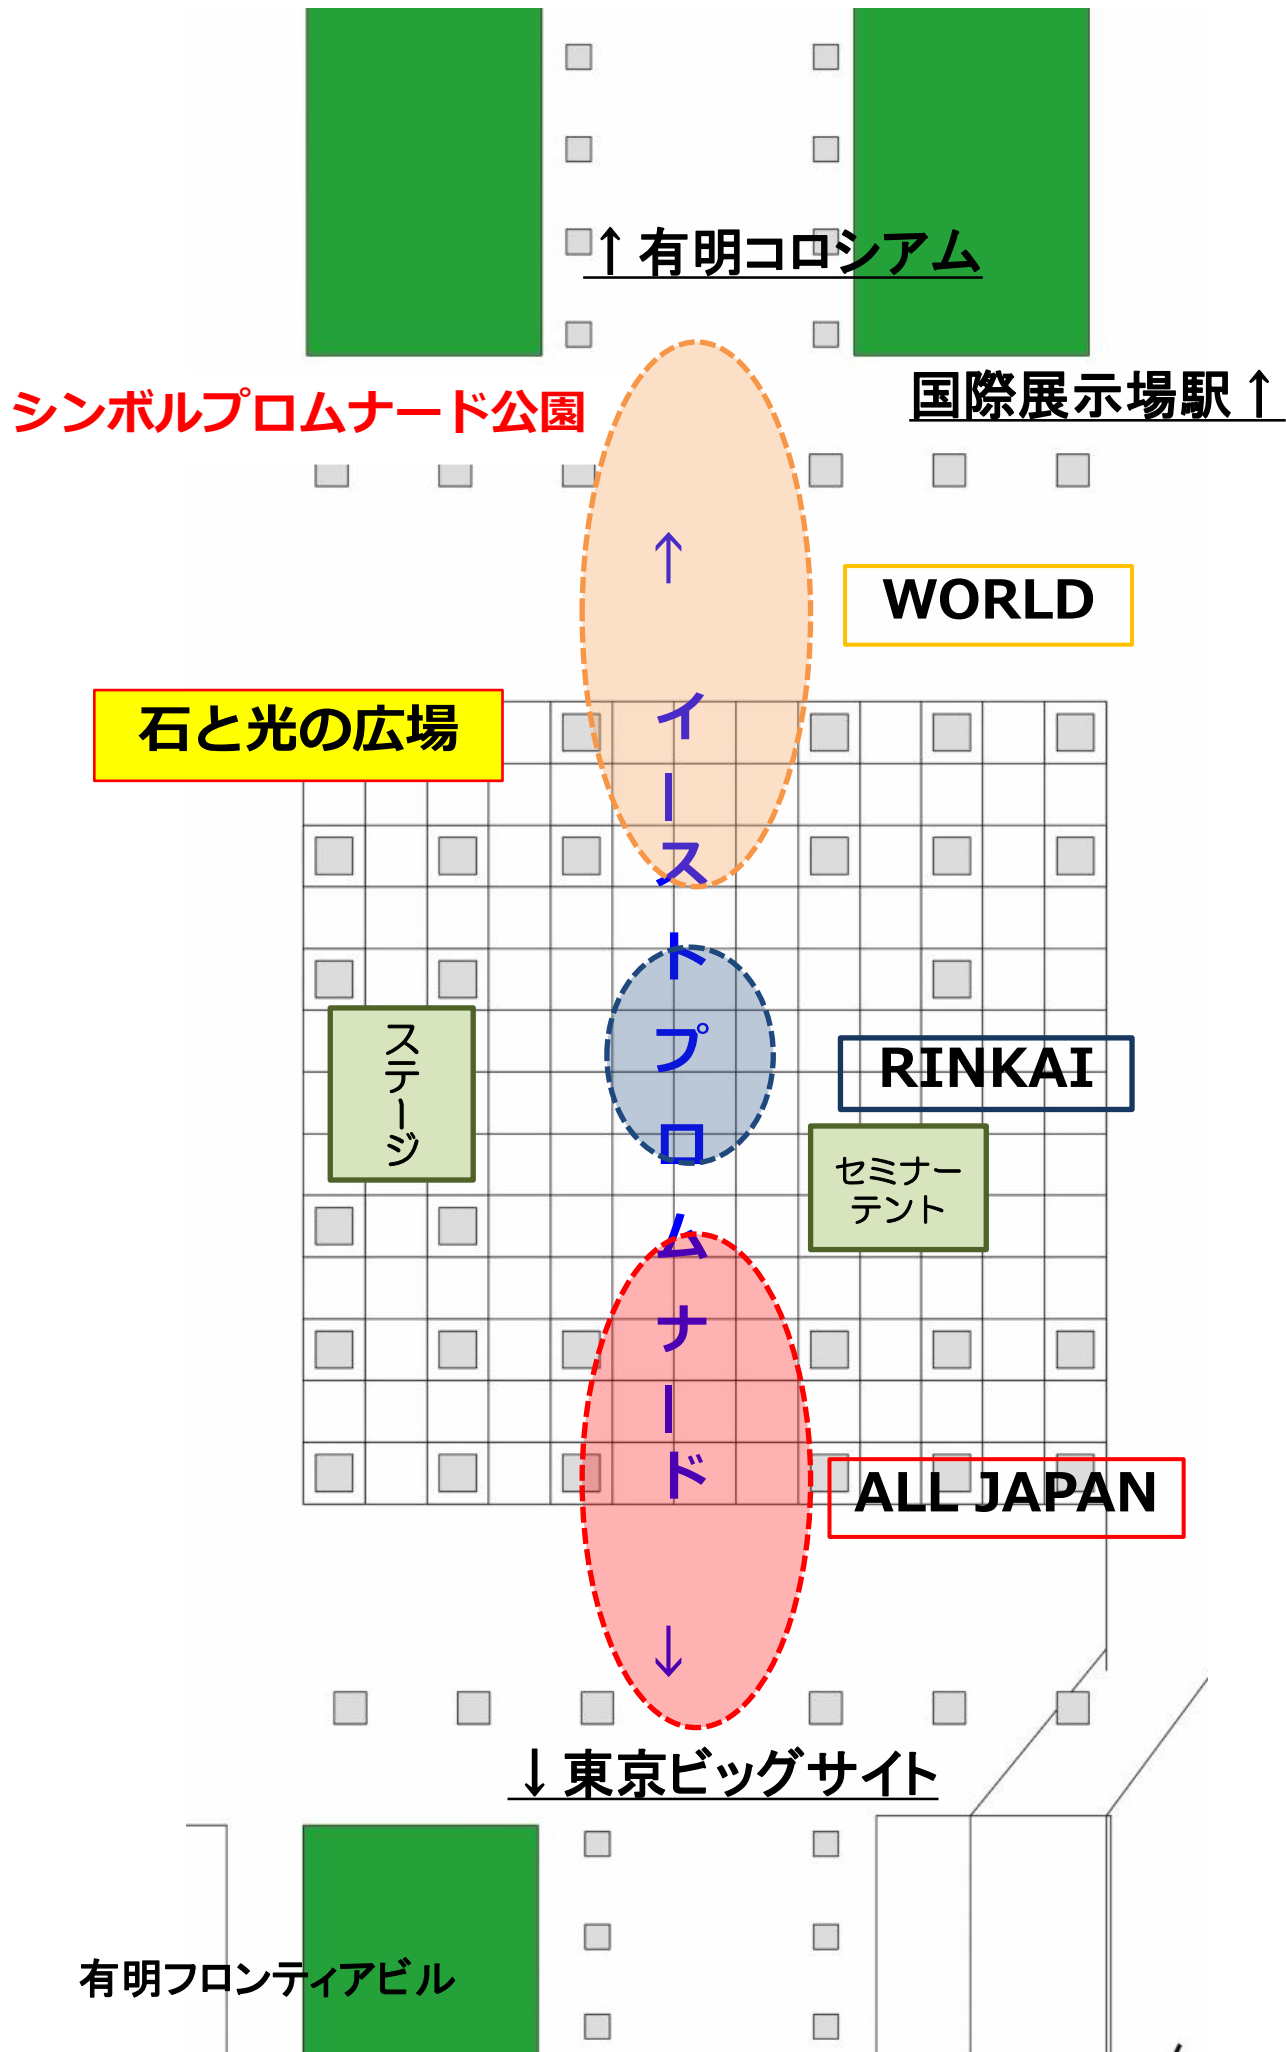 ↑有明コロシアム
シンボルプロムナード公園
国際展示場駅↑
WORLD
石と光の広場
← イーストプロムナード →
ステージ
RINKAI
セミナー
テント
ALL JAPAN
↓東京ビッグサイト
有明フロンティアビル